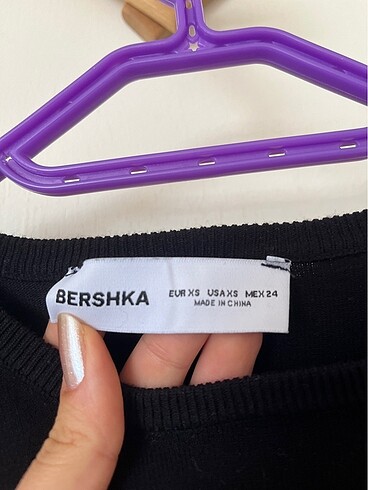 BERSHKA
EUR XS USA XS MEX 24
MADE IN CHINA